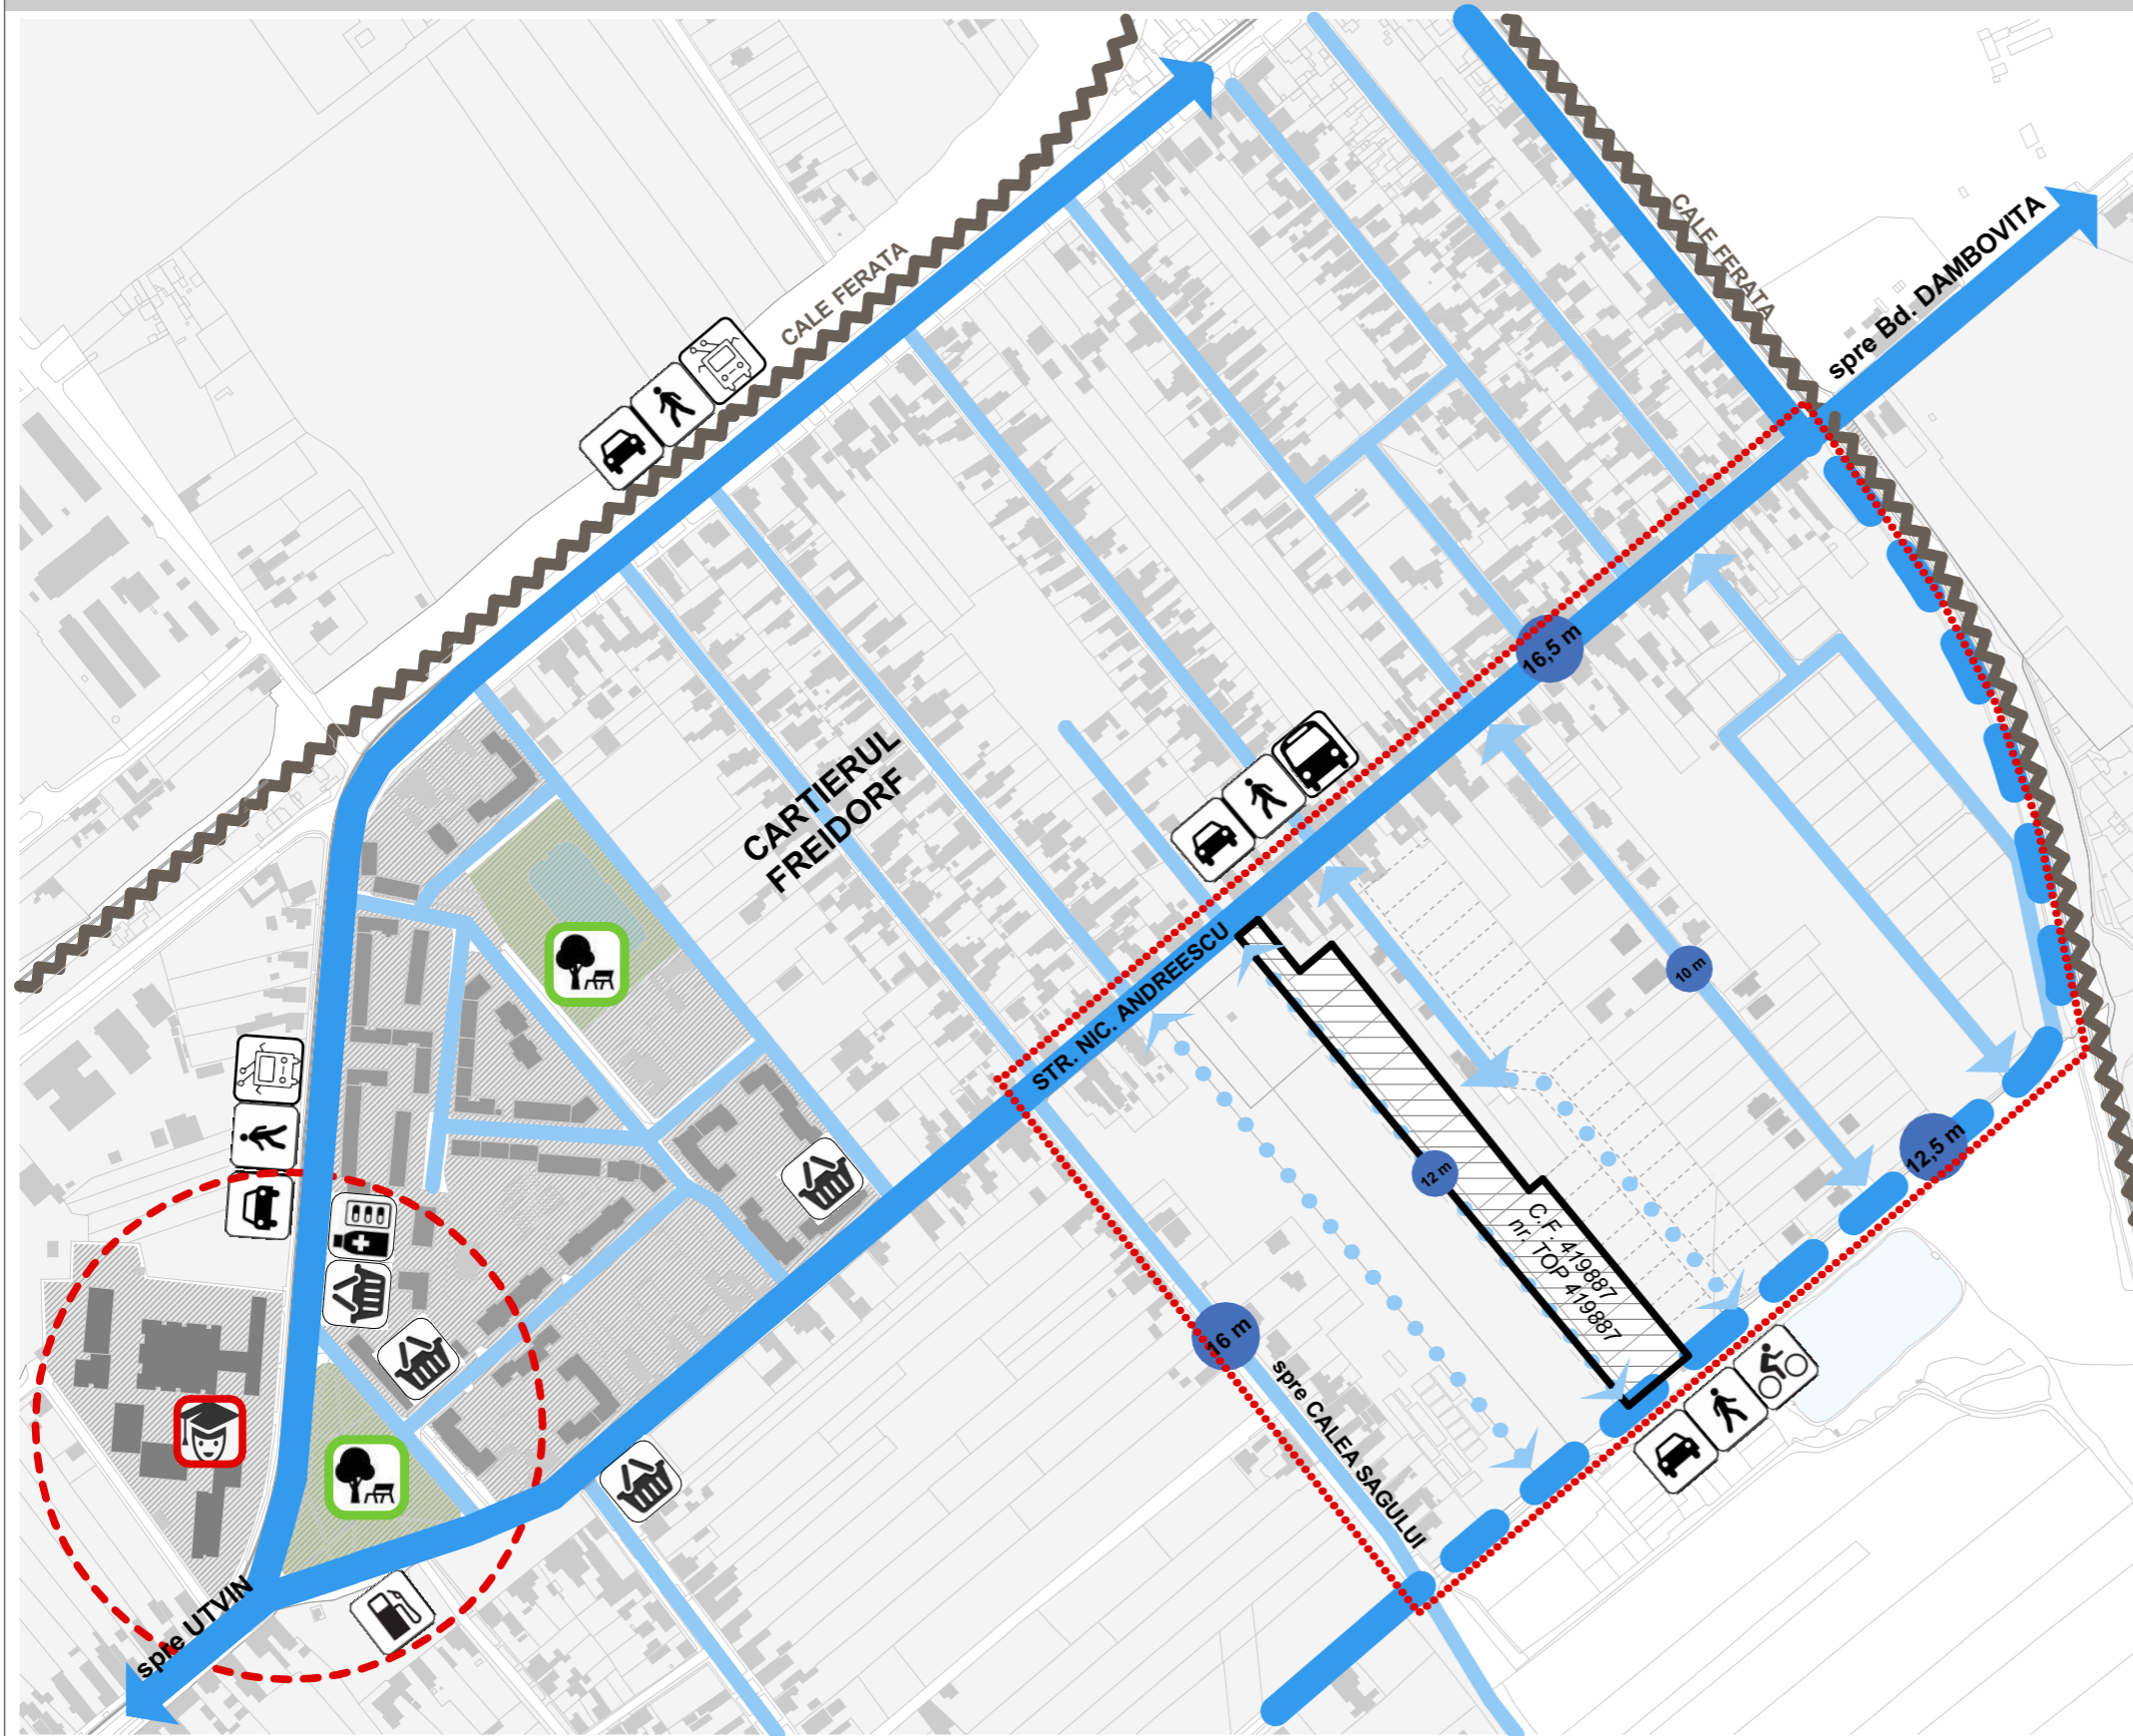 CALE FERATA
CALE FERATA
spre Bd. DAMBOVITA
16,5 m
CARTIERUL
FREIDORF
STR. NIC. ANDREESCU
10 m
12,5 m
12 m
C.F. 419887
nr. TOP 419887
16 m
spre CALEA SAGULUI
spre UTVIN